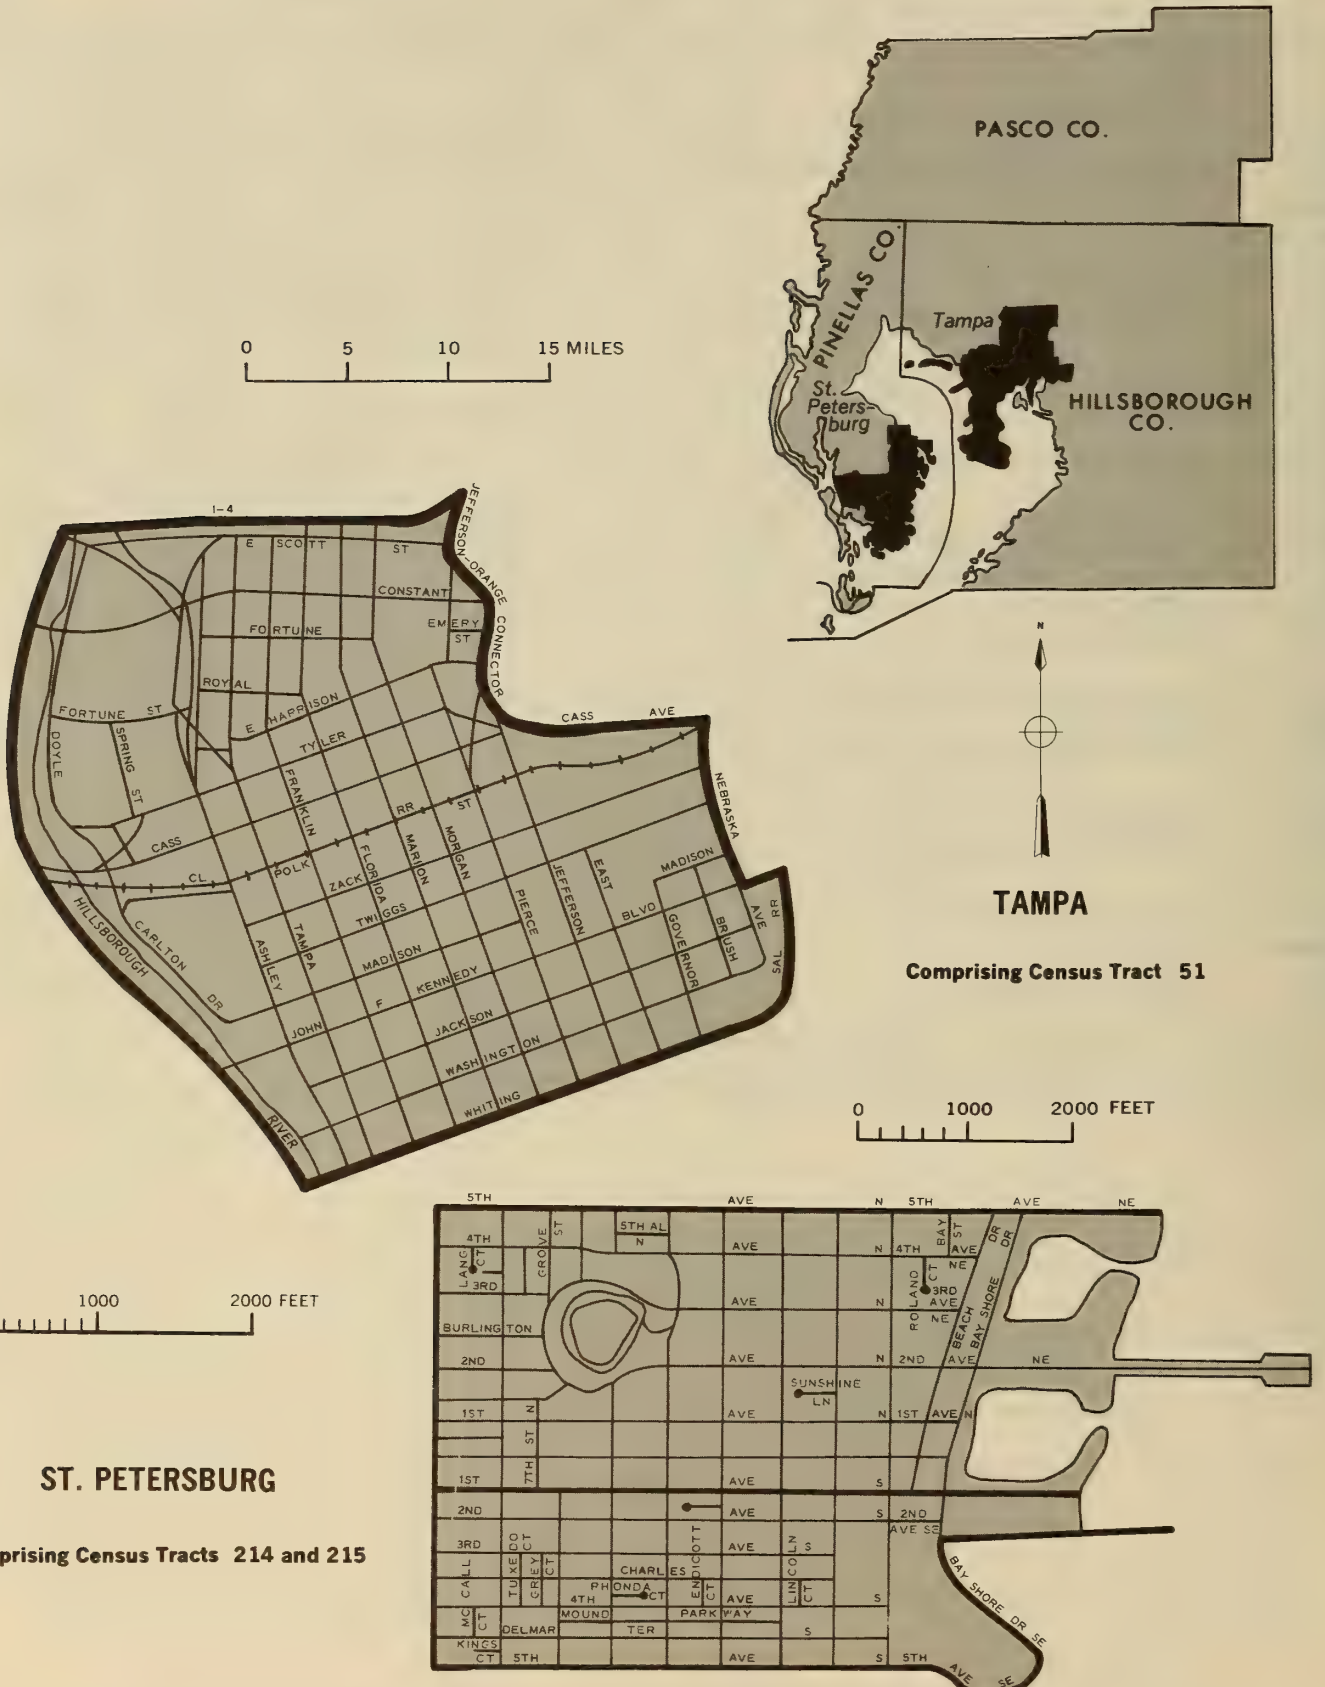 PASCO CO.
PINELLAS CO.
Tampa
St.
Peters-
burg
HILLSBOROUGH
CO.
0 5 10 15 MILES
N
I-4
JEFFERSON-ORANGE CONNECTOR
E SCOTT ST
CONSTANT
FORTUNE
EMERY
ST
ROYAL
FORTUNE ST
E HARRISON
CASS AVE
DOYLE
SPRING ST
TYLER
FRANKLIN
NEBRASKA
AVE
CASS
RR
ST
CL
POLK
ZACK
FLORIDA
MARION
MORGAN
TWIGGS
PIERCE
JEFFERSON
EAST
MADISON
BLVD
GOVERNOR
BRUSH
SAL RR
HILLSBOROUGH
RIVER
CARLTON
DR
ASHLEY
TAMPA
MADISON
JOHN F KENNEDY
JACKSON
WASHINGTON
WHITING
TAMPA
Comprising Census Tract 51
0 1000 2000 FEET
1000 2000 FEET
ST. PETERSBURG
prising Census Tracts 214 and 215
5TH AVE N 5TH AVE NE
GROVE ST
5TH AL
N
BAY ST
4TH AVE N 4TH AVE
NE
LANG CT
3RD AVE N
ROLAND CT
3RD
AVE
NE
BEACH DR
BAY SHORE DR
BURLINGTON
2ND AVE N 2ND AVE NE
SUNSHINE
LN
1ST AVE N 1ST AVE N
7TH ST N
1ST AVE S
2ND AVE S 2ND
AVE SE
3RD AVE S
TUXEDO CT
GREY CT
ENDICOTT CT
LINCOLN CT
CHARLES
RHONDA
CT
4TH AVE S
MC CALL CT
MOUND PARKWAY
DELMAR TER S
KINGS
CT
5TH AVE S 5TH AVE SE
BAY SHORE DR SE